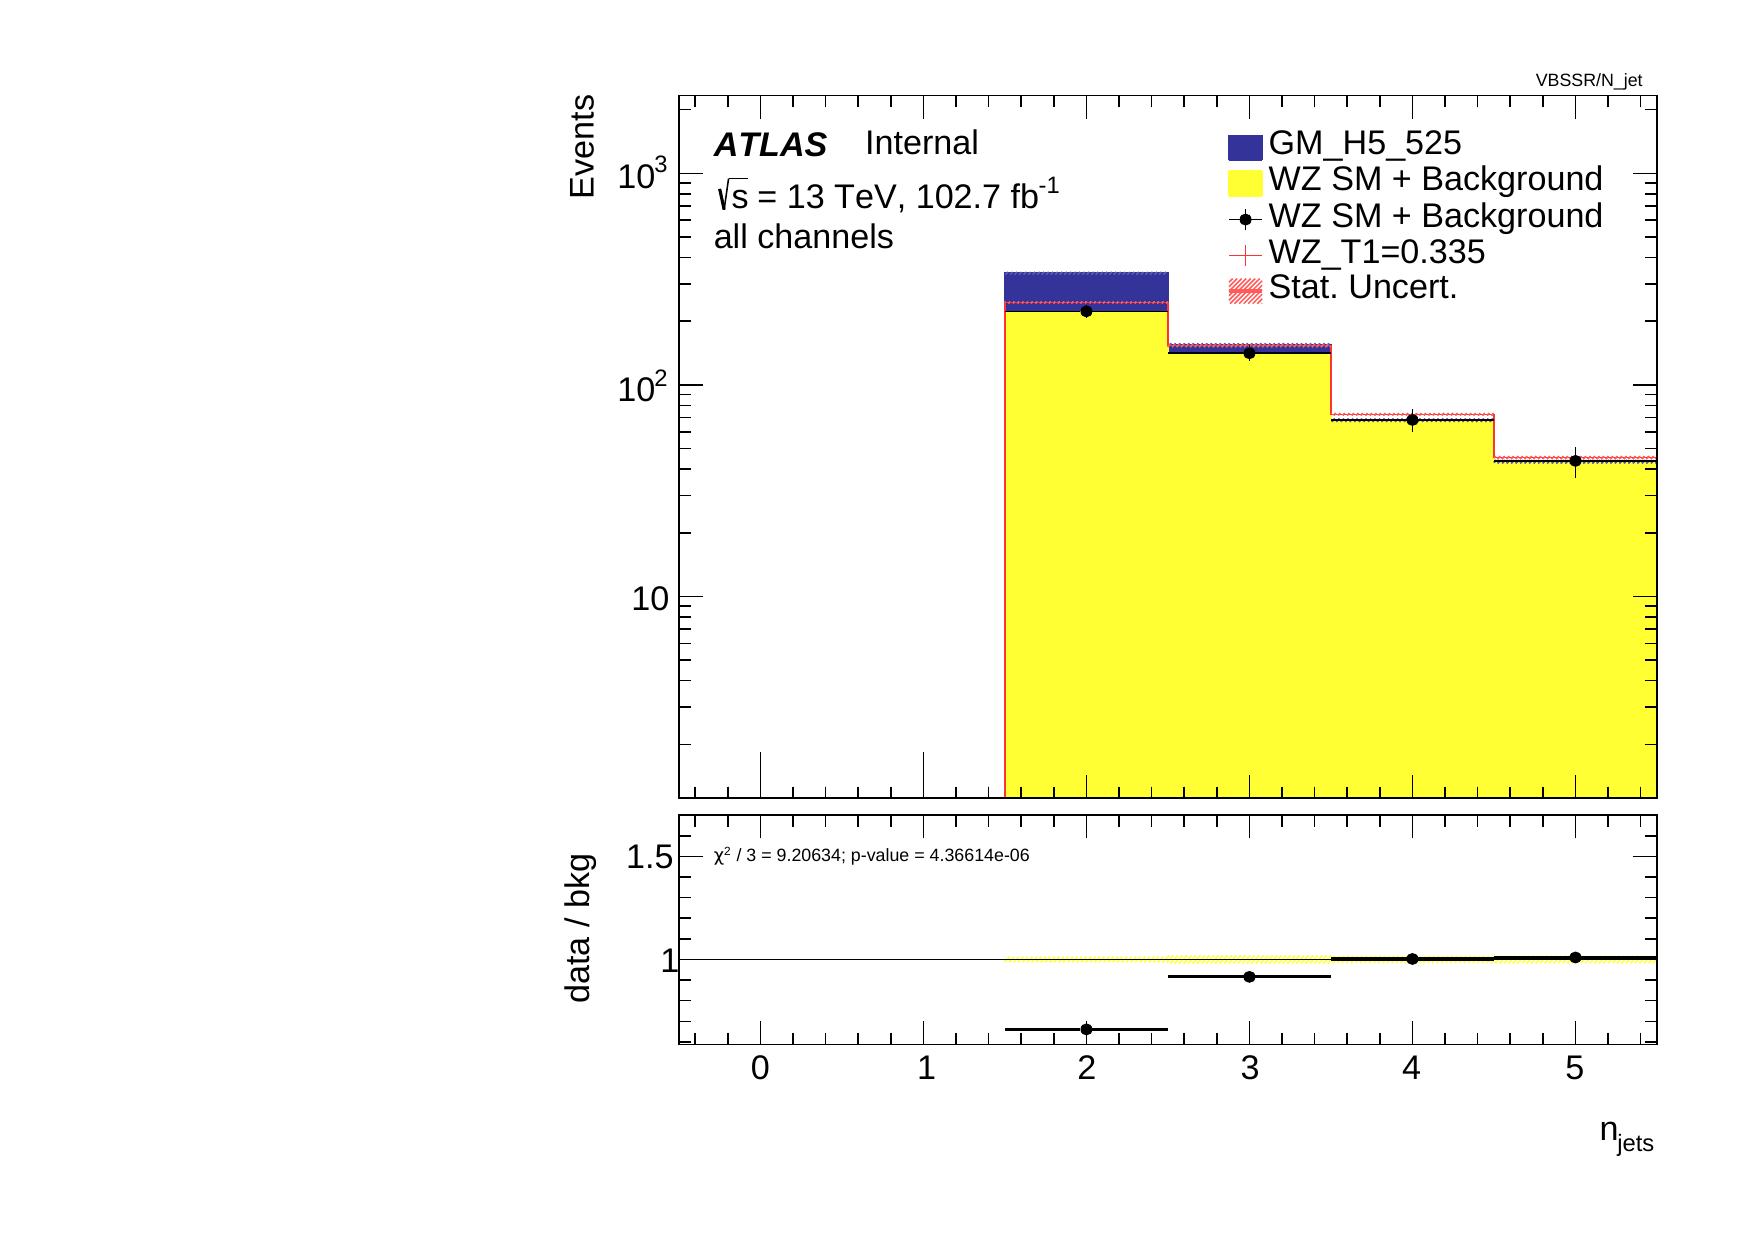 VBSSR/N_jet
Events
ATLAS Internal
√s = 13 TeV, 102.7 fb-1
all channels
GM_H5_525
WZ SM + Background
WZ SM + Background
WZ_T1=0.335
Stat. Uncert.
103
102
10
data / bkg
1.5
χ2 / 3 = 9.20634; p-value = 4.36614e-06
1
0 1 2 3 4 5
njets